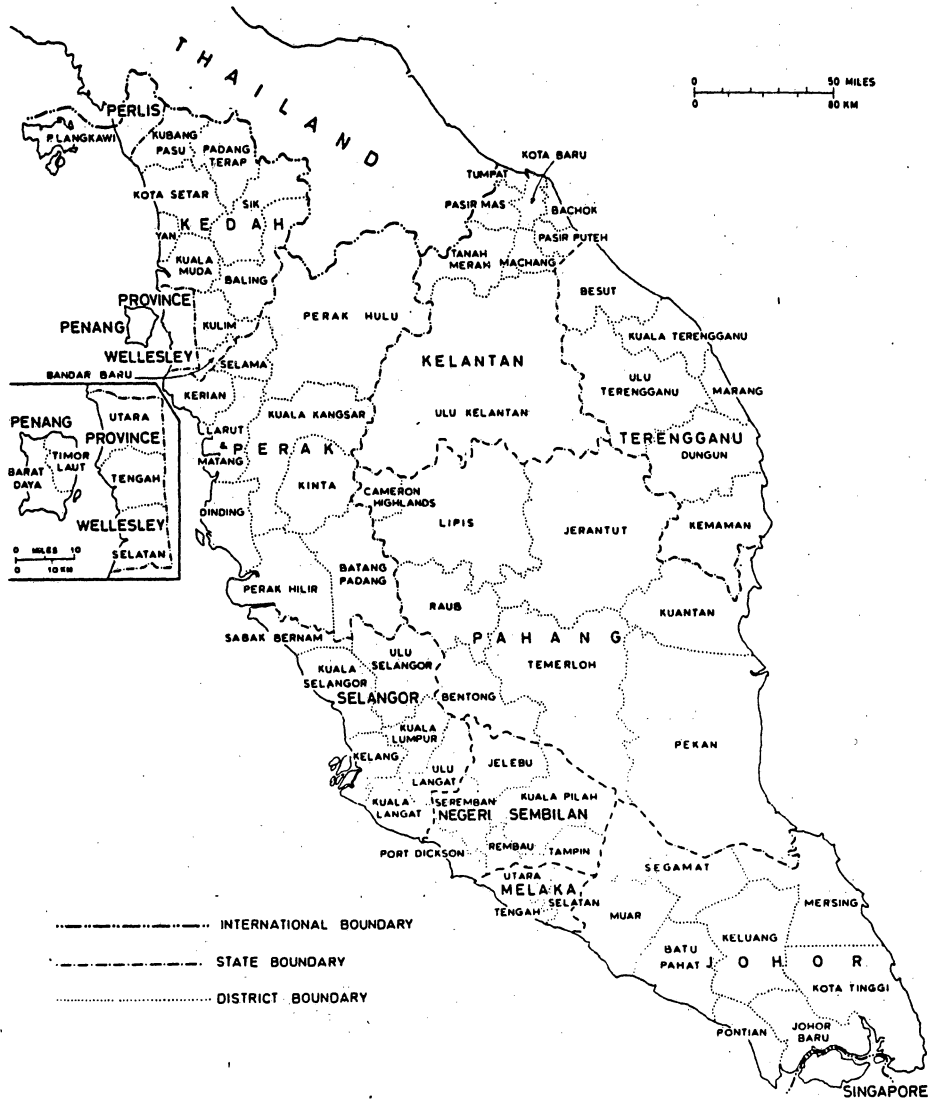 THAILAND
0 50 MILES
0 80 KM
PERLIS
P. LANGKAWI
KUBANG
PASU
PADANG
TERAP
KOTA SETAR
SIK
KEDAH
YAN
KUALA
MUDA
BALING
PROVINCE
PENANG
WELLESLEY
KULIM
BANDAR BARU
KOTA BARU
TUMPAT
PASIR MAS
BACHOK
PASIR PUTEH
TANAH
MERAH
MACHANG
BESUT
PERAK HULU
KELANTAN
ULU KELANTAN
KUALA TERENGGANU
ULU
TERENGGANU
MARANG
TERENGGANU
DUNGUN
KEMAMAN
SELAMA
KERIAN
LARUT
&
MATANG
KUALA KANGSAR
PERAK
KINTA
DINDING
CAMERON
HIGHLANDS
LIPIS
JERANTUT
BATANG
PADANG
PERAK HILIR
RAUB
KUANTAN
PAHANG
TEMERLOH
BENTONG
PEKAN
PENANG
UTARA
PROVINCE
TIMOR
LAUT
BARAT
DAYA
TENGAH
WELLESLEY
SELATAN
0 MILES 10
0 10 KM
SABAK BERNAM
ULU
SELANGOR
KUALA
SELANGOR
SELANGOR
KUALA
LUMPUR
KELANG
ULU
LANGAT
KUALA
LANGAT
JELEBU
SEREMBAN
KUALA PILAH
NEGERI SEMBILAN
PORT DICKSON
REMBAU
TAMPIN
UTARA
MELAKA
SELATAN
TENGAH
SEGAMAT
MUAR
MERSING
KELUANG
BATU
PAHAT
JOHOR
KOTA TINGGI
PONTIAN
JOHOR
BARU
SINGAPORE
INTERNATIONAL BOUNDARY
STATE BOUNDARY
DISTRICT BOUNDARY